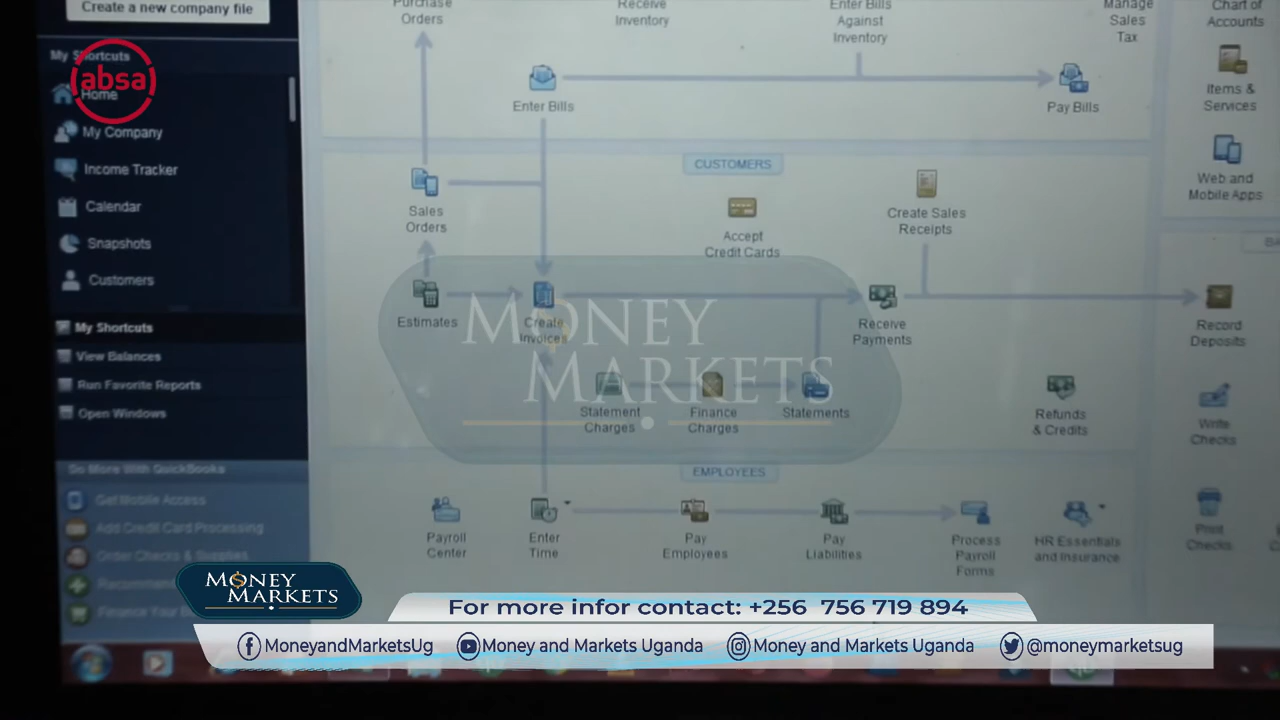 Create a new company file
My Shortcuts
absa
Home
My Company
Income Tracker
Calendar
Snapshots
Customers
My Shortcuts
View Balances
Run Favorite Reports
Open Windows
Do More With QuickBooks
Get Mobile Access
Add Credit Card Processing
Order Checks & Supplies
Finance Your
Purchase
Orders
Receive
Inventory
Enter Bills
Against
Inventory
Manage
Sales
Tax
Enter Bills
Pay Bills
CUSTOMERS
Sales
Orders
Accept
Credit Cards
Create Sales
Receipts
Estimates
Create
Invoices
Receive
Payments
Statement
Charges
Finance
Charges
Statements
Refunds
& Credits
EMPLOYEES
Payroll
Center
Enter
Time
Pay
Employees
Pay
Liabilities
Process
Payroll
Forms
HR Essentials
and Insurance
Chart of
Accounts
Items &
Services
Web and
Mobile Apps
Record
Deposits
Write
Checks
Print
Checks
MONEY
MARKETS
MONEY
MARKETS
For more infor contact: +256 756 719 894
MoneyandMarketsUg
Money and Markets Uganda
Money and Markets Uganda
@moneymarketsug